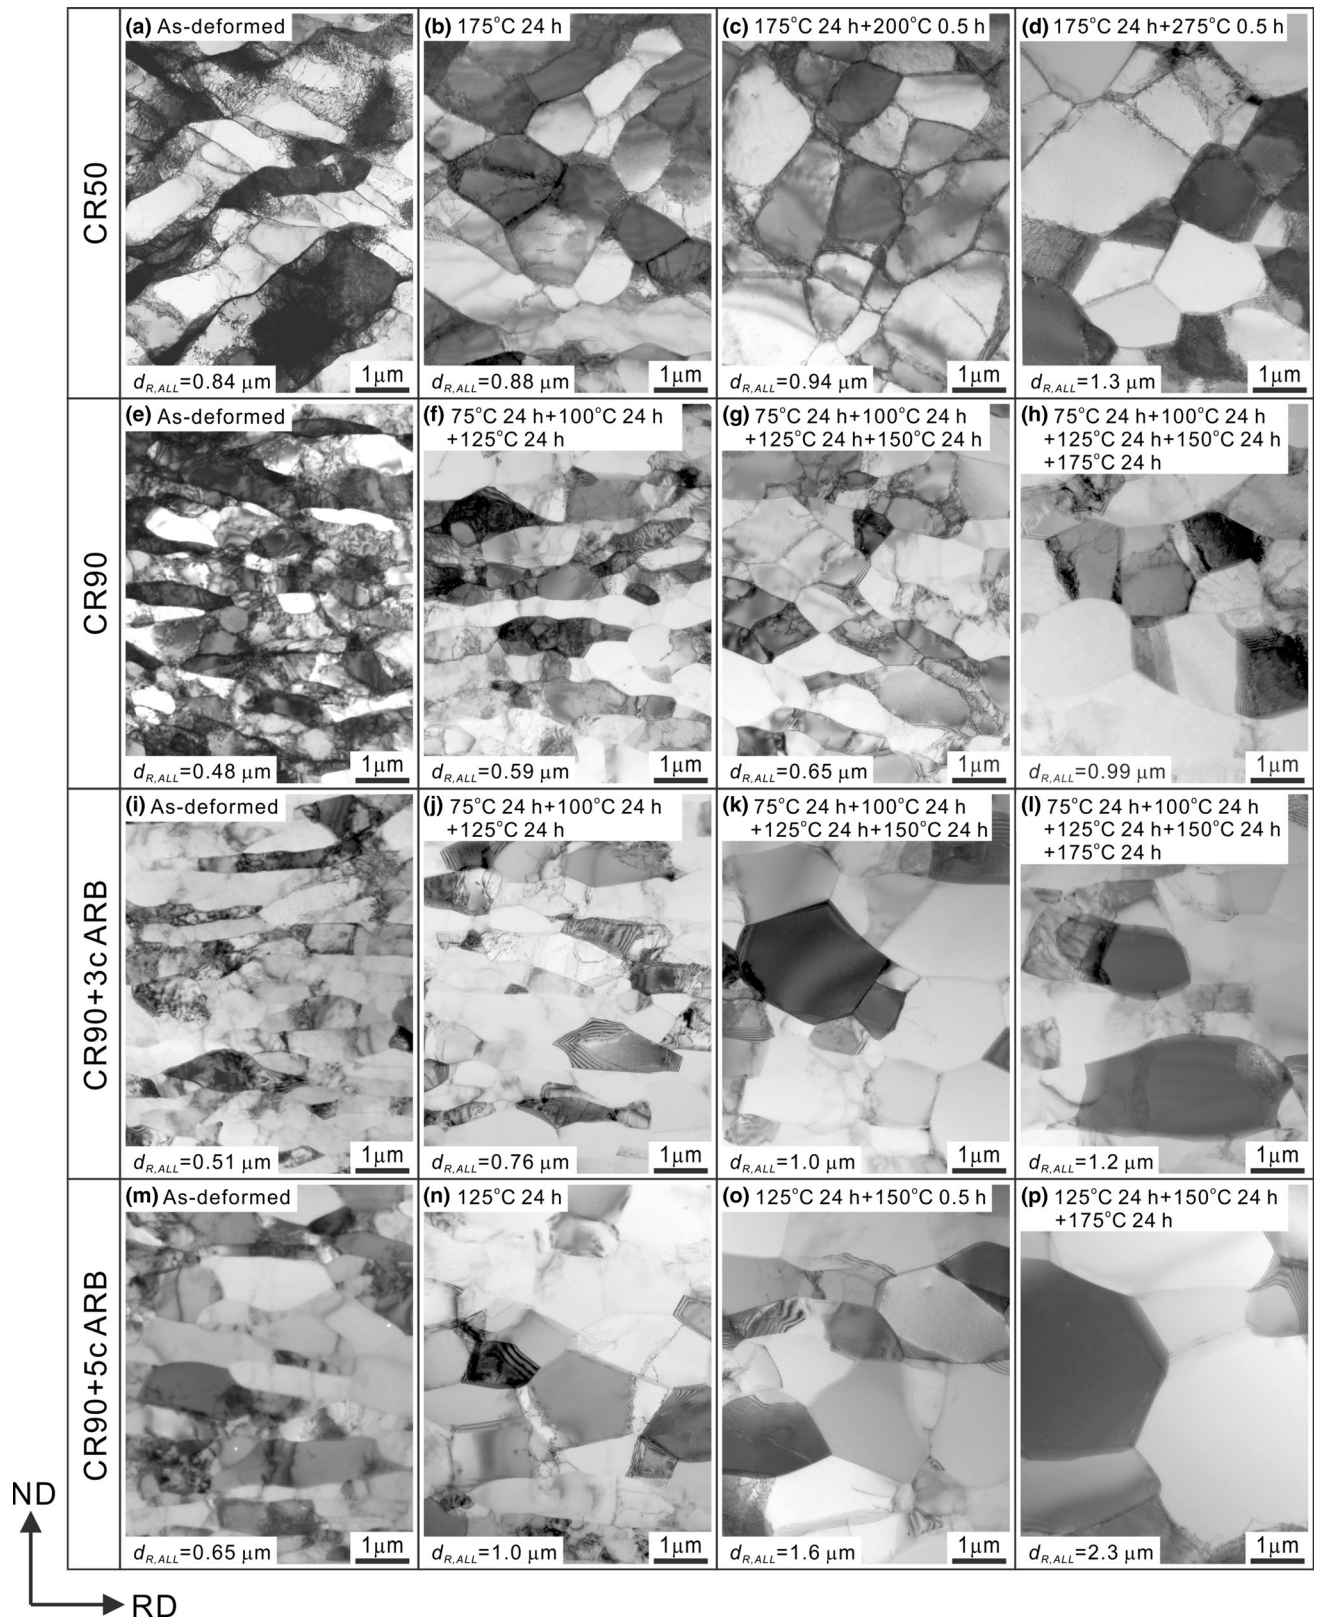 CR50
(a) As-deformed
d_R,ALL=0.84 μm
1μm
(b) 175°C 24 h
d_R,ALL=0.88 μm
1μm
(c) 175°C 24 h+200°C 0.5 h
d_R,ALL=0.94 μm
1μm
(d) 175°C 24 h+275°C 0.5 h
d_R,ALL=1.3 μm
1μm
CR90
(e) As-deformed
d_R,ALL=0.48 μm
1μm
(f) 75°C 24 h+100°C 24 h
+125°C 24 h
d_R,ALL=0.59 μm
1μm
(g) 75°C 24 h+100°C 24 h
+125°C 24 h+150°C 24 h
d_R,ALL=0.65 μm
1μm
(h) 75°C 24 h+100°C 24 h
+125°C 24 h+150°C 24 h
+175°C 24 h
d_R,ALL=0.99 μm
1μm
CR90+3c ARB
(i) As-deformed
d_R,ALL=0.51 μm
1μm
(j) 75°C 24 h+100°C 24 h
+125°C 24 h
d_R,ALL=0.76 μm
1μm
(k) 75°C 24 h+100°C 24 h
+125°C 24 h+150°C 24 h
d_R,ALL=1.0 μm
1μm
(l) 75°C 24 h+100°C 24 h
+125°C 24 h+150°C 24 h
+175°C 24 h
d_R,ALL=1.2 μm
1μm
CR90+5c ARB
(m) As-deformed
d_R,ALL=0.65 μm
1μm
(n) 125°C 24 h
d_R,ALL=1.0 μm
1μm
(o) 125°C 24 h+150°C 0.5 h
d_R,ALL=1.6 μm
1μm
(p) 125°C 24 h+150°C 24 h
+175°C 24 h
d_R,ALL=2.3 μm
1μm
ND
RD